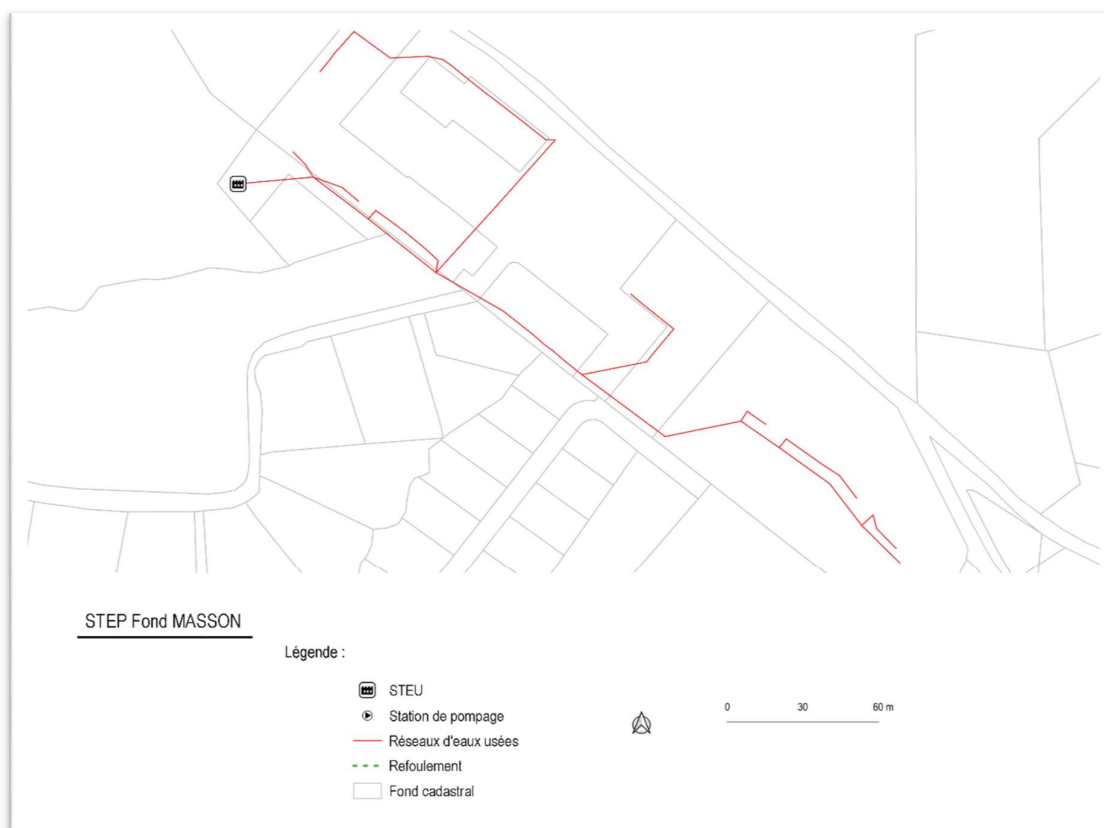 STEP Fond MASSON
Légende :
STEU
Station de pompage
Réseaux d'eaux usées
Refoulement
Fond cadastral
0 30 60 m